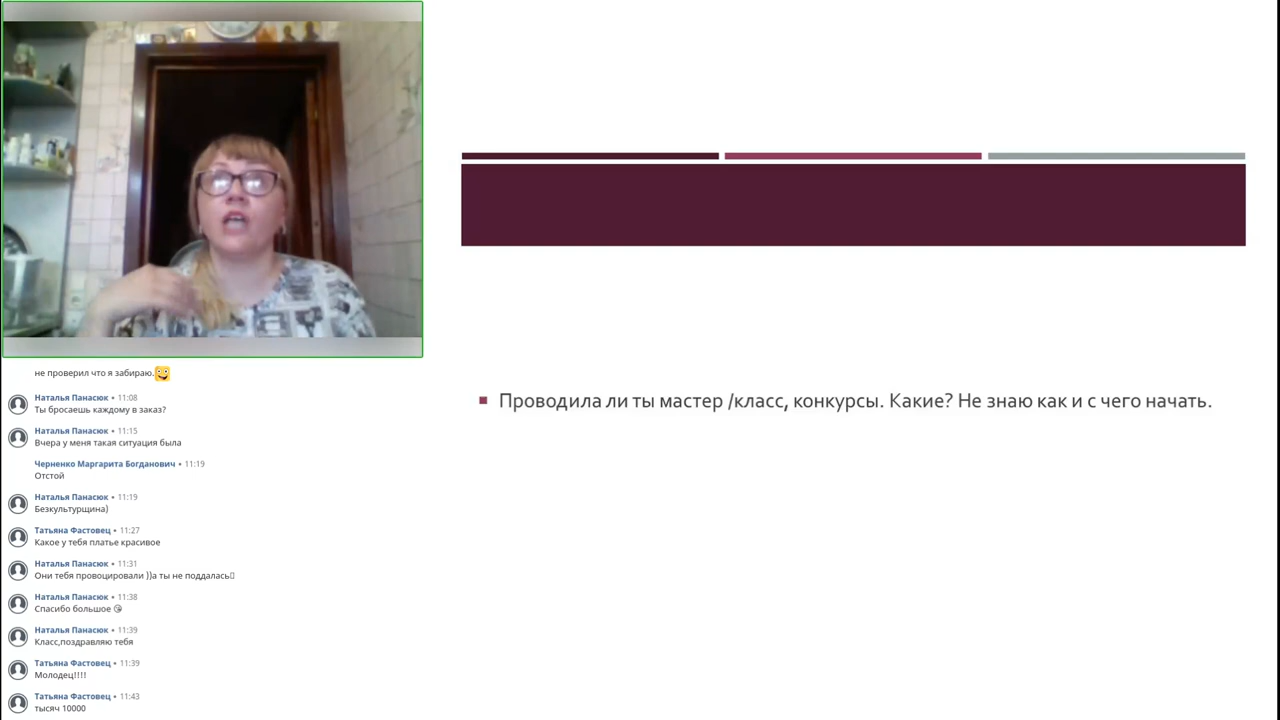 не проверил что я забираю.😜
Наталья Панасюк • 11:08
Ты бросаешь каждому в заказ?
Наталья Панасюк • 11:15
Вчера у меня такая ситуация была
Черненко Маргарита Богданович • 11:19
Отстой
Наталья Панасюк • 11:19
Безкультурщина)
Татьяна Фастовец • 11:27
Какое у тебя платье красивое
Наталья Панасюк • 11:31
Они тебя провоцировали ))а ты не поддалась
Наталья Панасюк • 11:38
Спасибо большое 😘
Наталья Панасюк • 11:39
Класс,поздравляю тебя
Татьяна Фастовец • 11:39
Молодец!!!!
Татьяна Фастовец • 11:43
тысяч 10000
Проводила ли ты мастер /класс, конкурсы. Какие? Не знаю как и с чего начать.